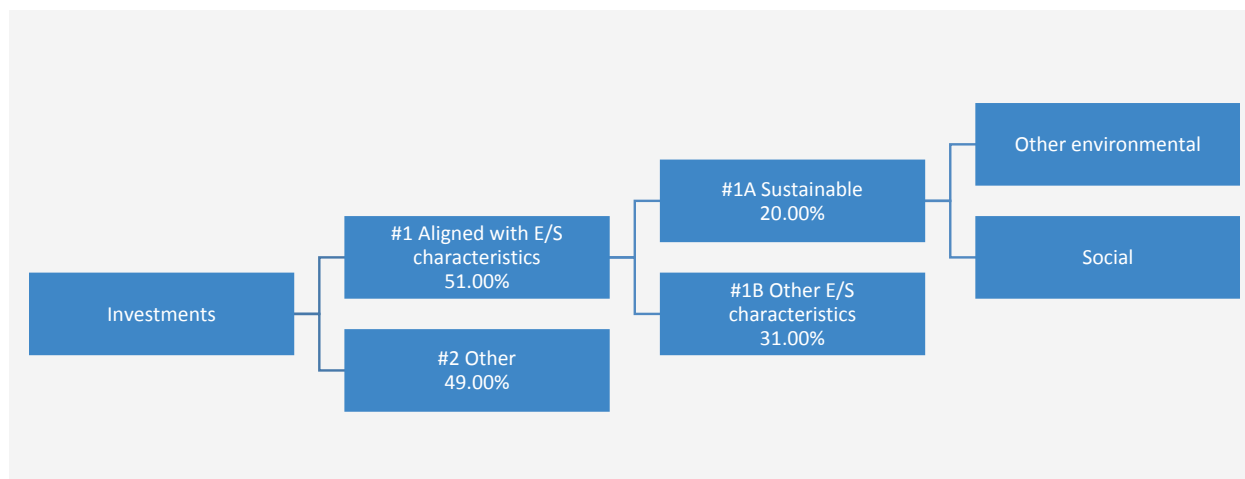 Investments
#1 Aligned with E/S
characteristics
51.00%
#2 Other
49.00%
#1A Sustainable
20.00%
#1B Other E/S
characteristics
31.00%
Other environmental
Social